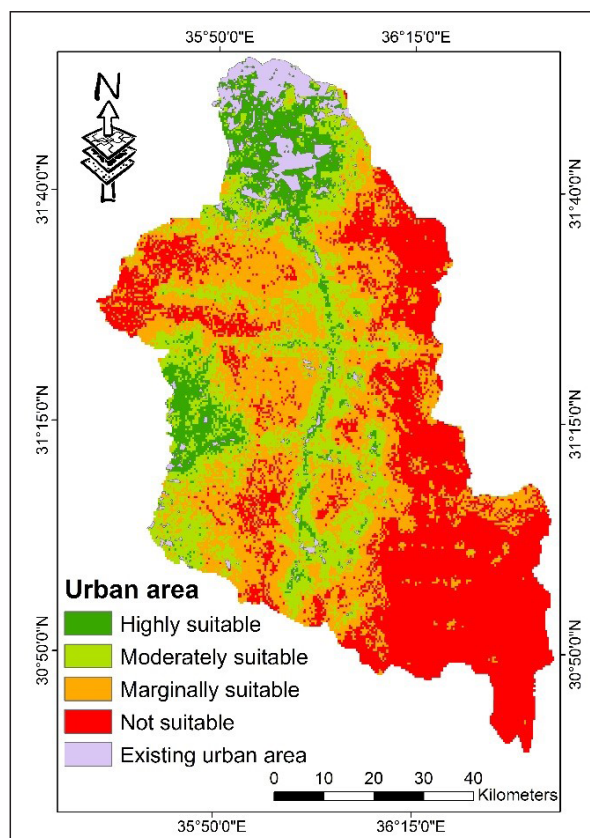 35°50'0"E 36°15'0"E
N
31°40'0"N 31°40'0"N
31°15'0"N 31°15'0"N
30°50'0"N 30°50'0"N
Urban area
Highly suitable
Moderately suitable
Marginally suitable
Not suitable
Existing urban area
0 10 20 30 40
Kilometers
35°50'0"E 36°15'0"E